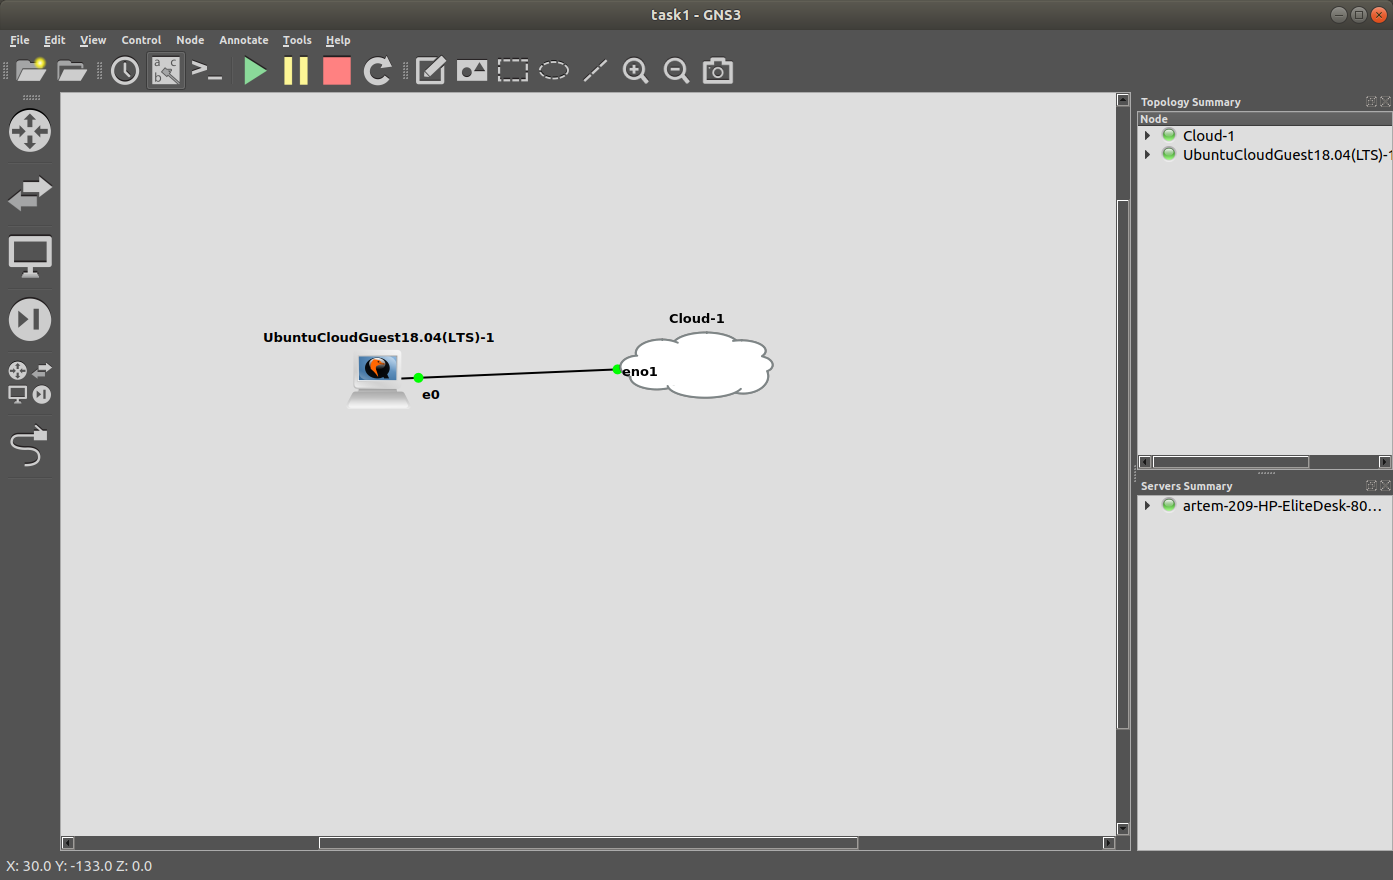 task1 - GNS3
File Edit View Control Node Annotate Tools Help
a c
b
>_
Topology Summary
Node
Cloud-1
UbuntuCloudGuest18.04(LTS)-1
Cloud-1
UbuntuCloudGuest18.04(LTS)-1
eno1
e0
Servers Summary
artem-209-HP-EliteDesk-80...
X: 30.0 Y: -133.0 Z: 0.0